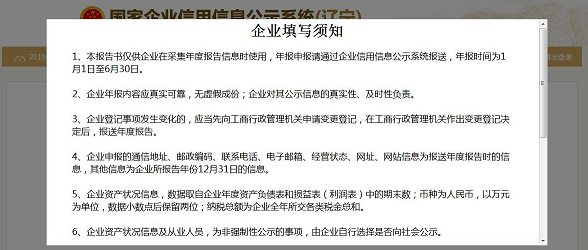 国家企业信用信息公示系统(辽宁)
企业填写须知
1、本报告书仅供企业在采集年度报告信息时使用，年报申报请通过企业信用信息公示系统报送，年报时间为1
月1日至6月30日。
2、企业年报内容应真实可靠，无虚假成份；企业对其公示信息的真实性、及时性负责。
3、企业登记事项发生变化的，应当先向工商行政管理机关申请变更登记，在工商行政管理机关作出变更登记决
定后，报送年度报告。
4、企业申报的通信地址、邮政编码、联系电话、电子邮箱、经营状态、网址、网站信息为报送年度报告时的信
息，其他信息为企业所报告年份12月31日的信息。
5、企业资产状况信息，数据取自企业年度资产负债表和损益表（利润表）中的期末数；币种为人民币，以万元
为单位，数据小数点后保留两位；纳税总额为企业全年所交各类税金总和。
6、企业资产状况信息及从业人员，为非强制性公示的事项，由企业自行选择是否向社会公示。